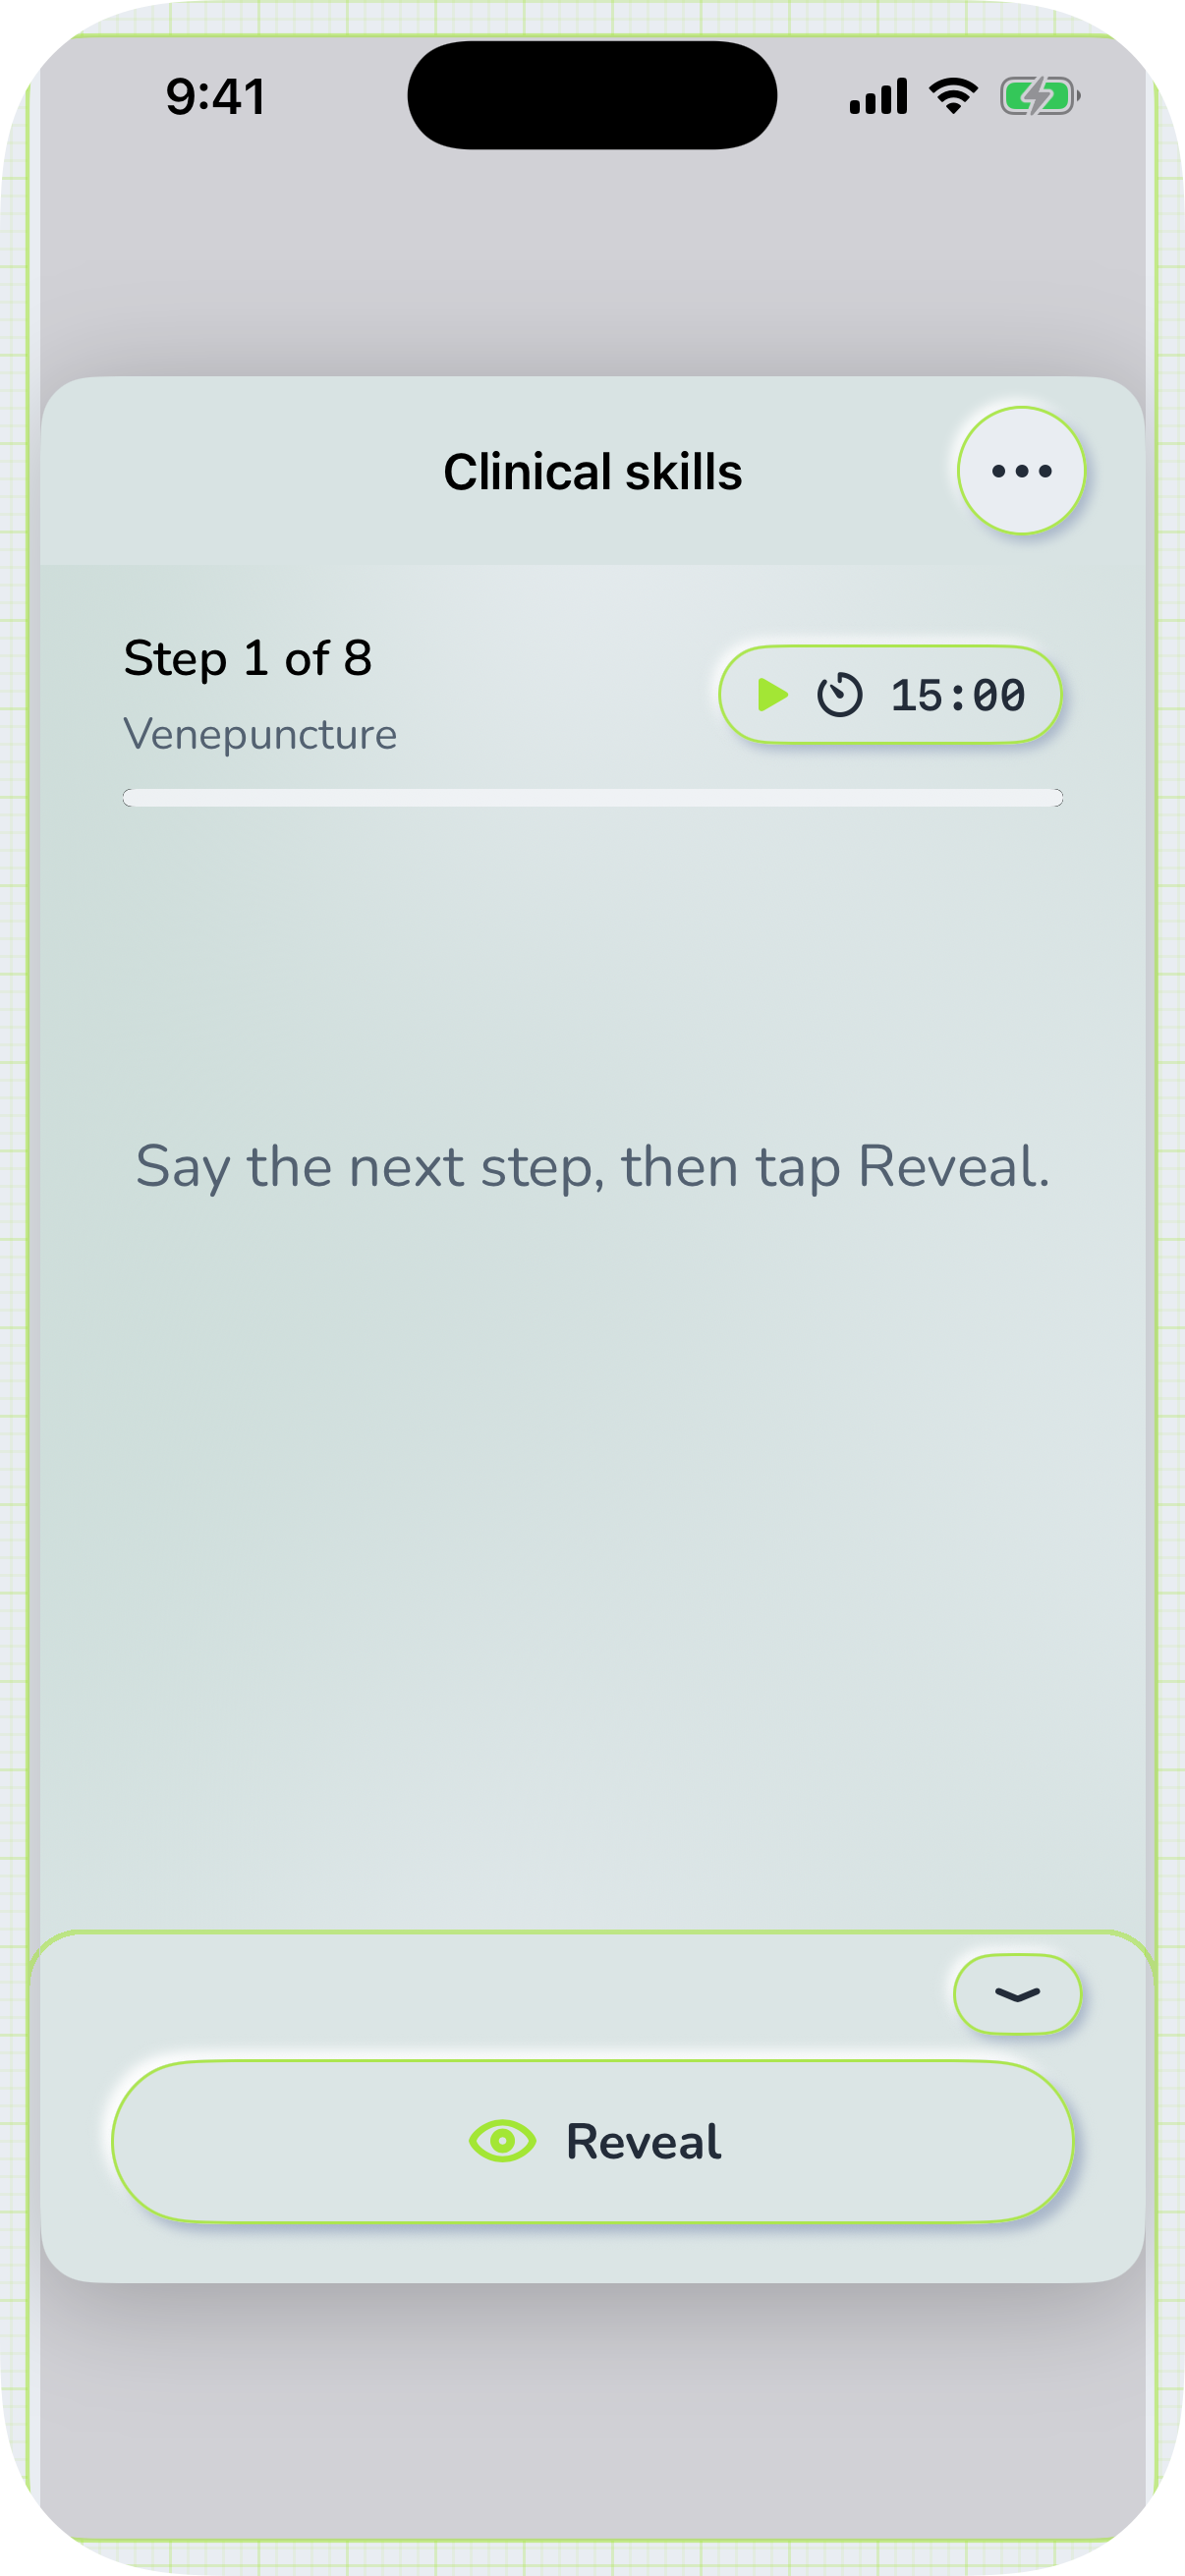 9:41
Clinical skills
Step 1 of 8
Venepuncture
15:00
Say the next step, then tap Reveal.
Reveal